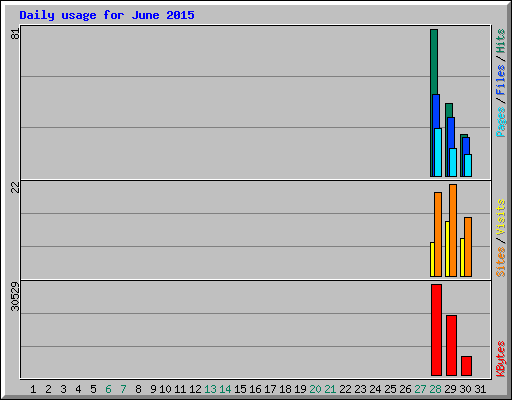 Daily usage for June 2015
81
22
30529
Pages / Files / Hits
Sites / Visits
KBytes
1 2 3 4 5 6 7 8 9 10 11 12 13 14 15 16 17 18 19 20 21 22 23 24 25 26 27 28 29 30 31